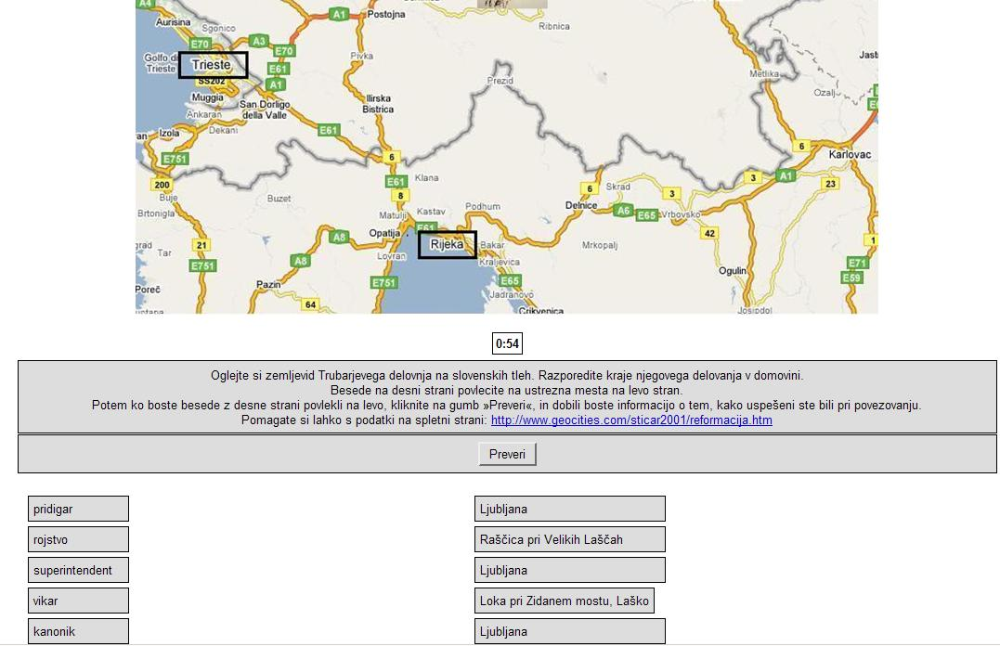 A4
Aurisina
Sgonico
A1
Postojna
Ribnica
E70
A3
E70
Golfo di
Trieste
Trieste
E61
Pivka
SS202
A1
Prezid
Metlika
Jast
Muggia
San Dorligo
della Valle
Ilirska
Bistrica
Ozalj
Ankaran
Dekani
E61
Izola
E751
6
6
Karlovac
200
E61
Klana
3
A1
23
Buje
Buzet
8
6
Skrad
3
Brtonigla
Matulji
Kastav
Podhum
Delnice
A6
E65
Vrbovsko
Opatija
E61
A8
42
21
Tar
Rijeka
Bakar
Mrkopalj
Lovran
Kraljevica
E751
A8
Ogulin
E71
E59
Poreč
Pazin
E751
E65
Jadranovo
64
Crikvenica
Josipdol
0:54
Oglejte si zemljevid Trubarjevega delovnja na slovenskih tleh. Razporedite kraje njegovega delovanja v domovini.
Besede na desni strani povlecite na ustrezna mesta na levo stran.
Potem ko boste besede z desne strani povlekli na levo, kliknite na gumb »Preveri«, in dobili boste informacijo o tem, kako uspešeni ste bili pri povezovanju.
Pomagate si lahko s podatki na spletni strani: http://www.geocities.com/sticar2001/reformacija.htm
Preveri
pridigar
Ljubljana
rojstvo
Raščica pri Velikih Laščah
superintendent
Ljubljana
vikar
Loka pri Zidanem mostu, Laško
kanonik
Ljubljana